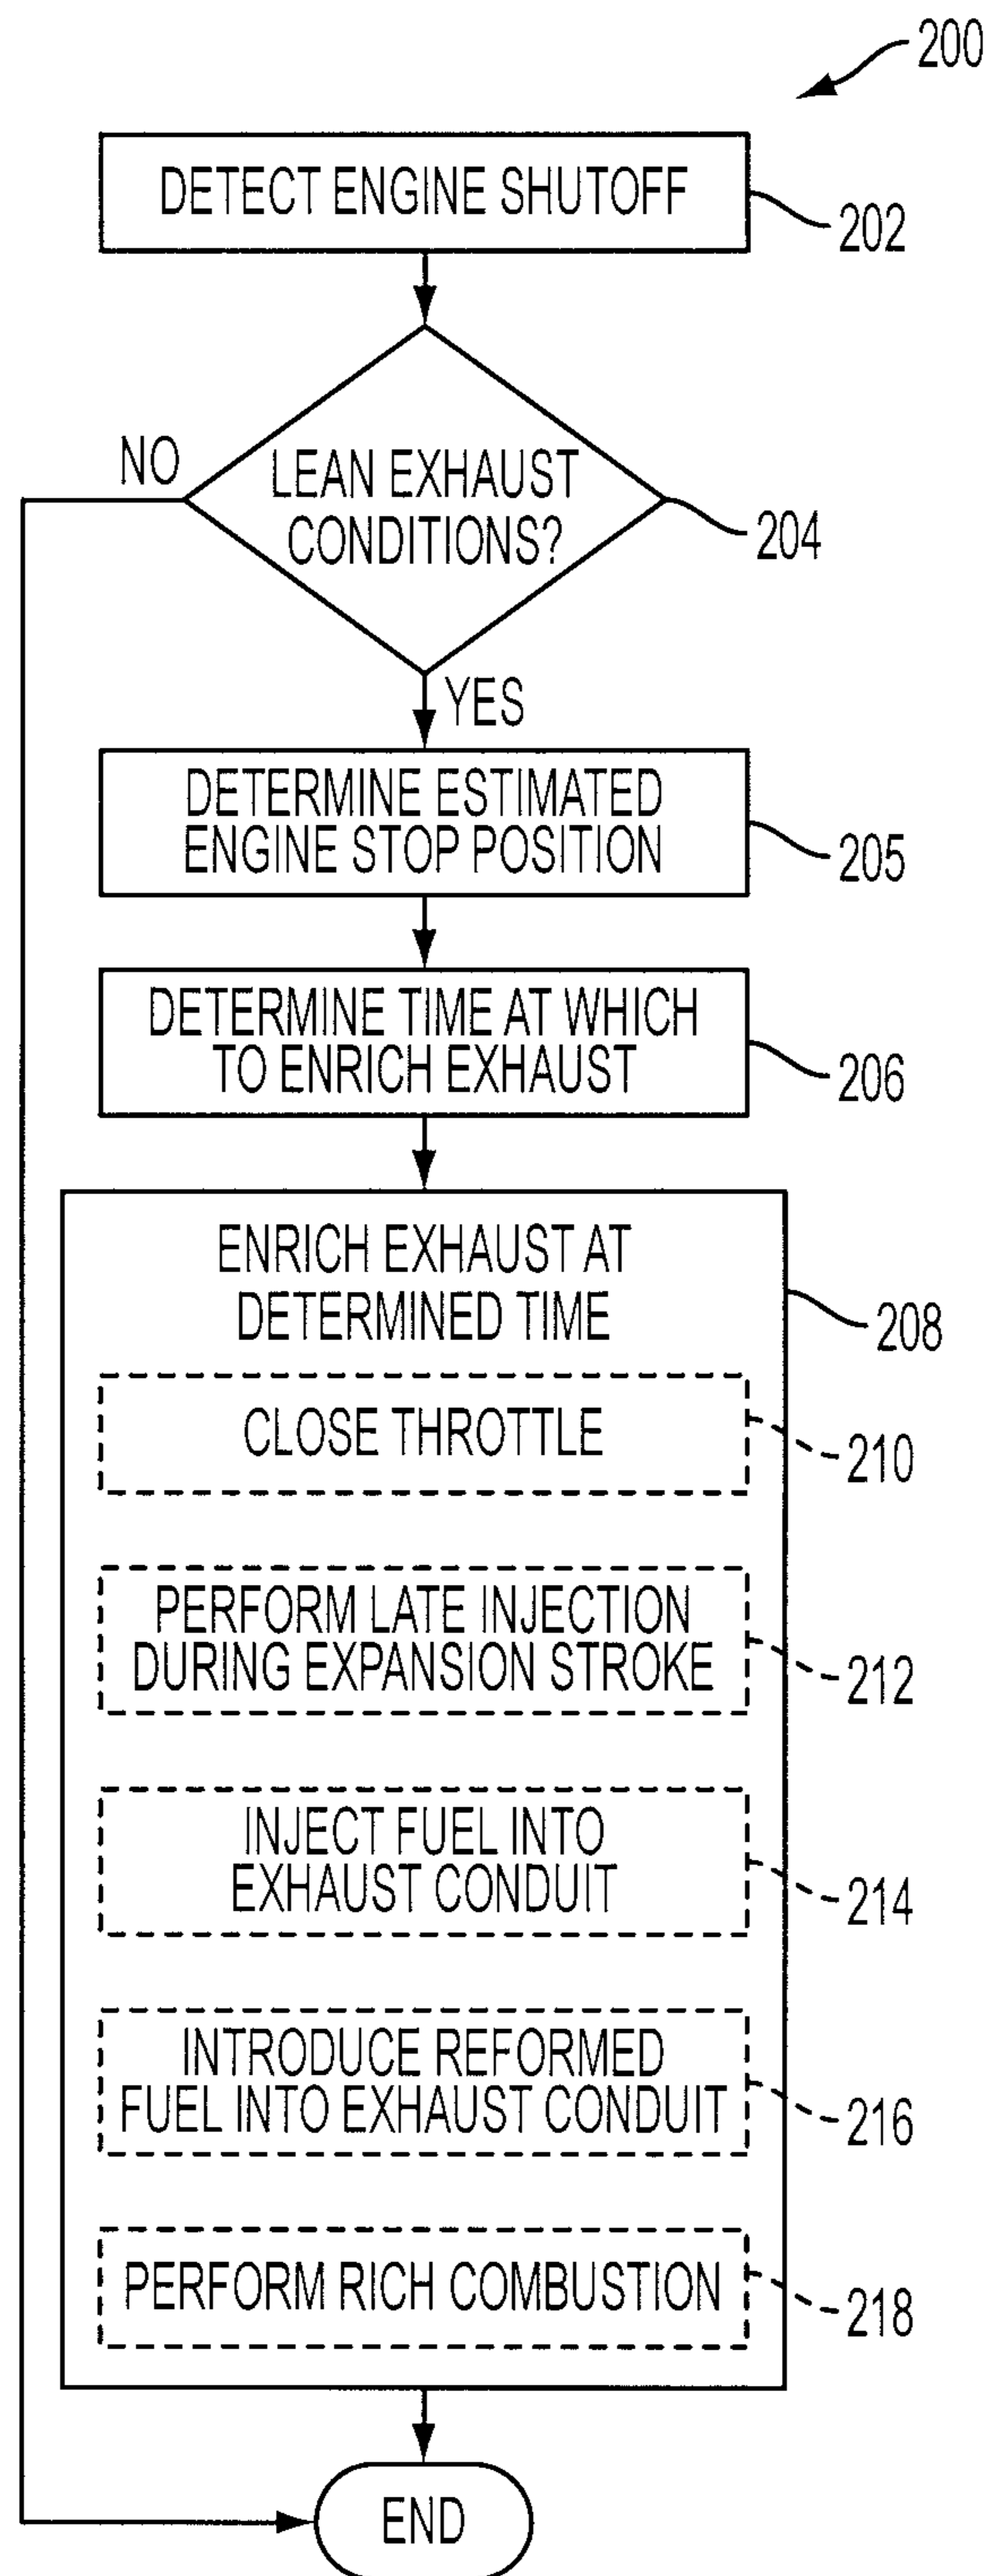 200
DETECT ENGINE SHUTOFF
202
NO
LEAN EXHAUST
CONDITIONS?
204
YES
DETERMINE ESTIMATED
ENGINE STOP POSITION
205
DETERMINE TIME AT WHICH
TO ENRICH EXHAUST
206
ENRICH EXHAUST AT
DETERMINED TIME
208
CLOSE THROTTLE
210
PERFORM LATE INJECTION
DURING EXPANSION STROKE
212
INJECT FUEL INTO
EXHAUST CONDUIT
214
INTRODUCE REFORMED
FUEL INTO EXHAUST CONDUIT
216
PERFORM RICH COMBUSTION
218
END